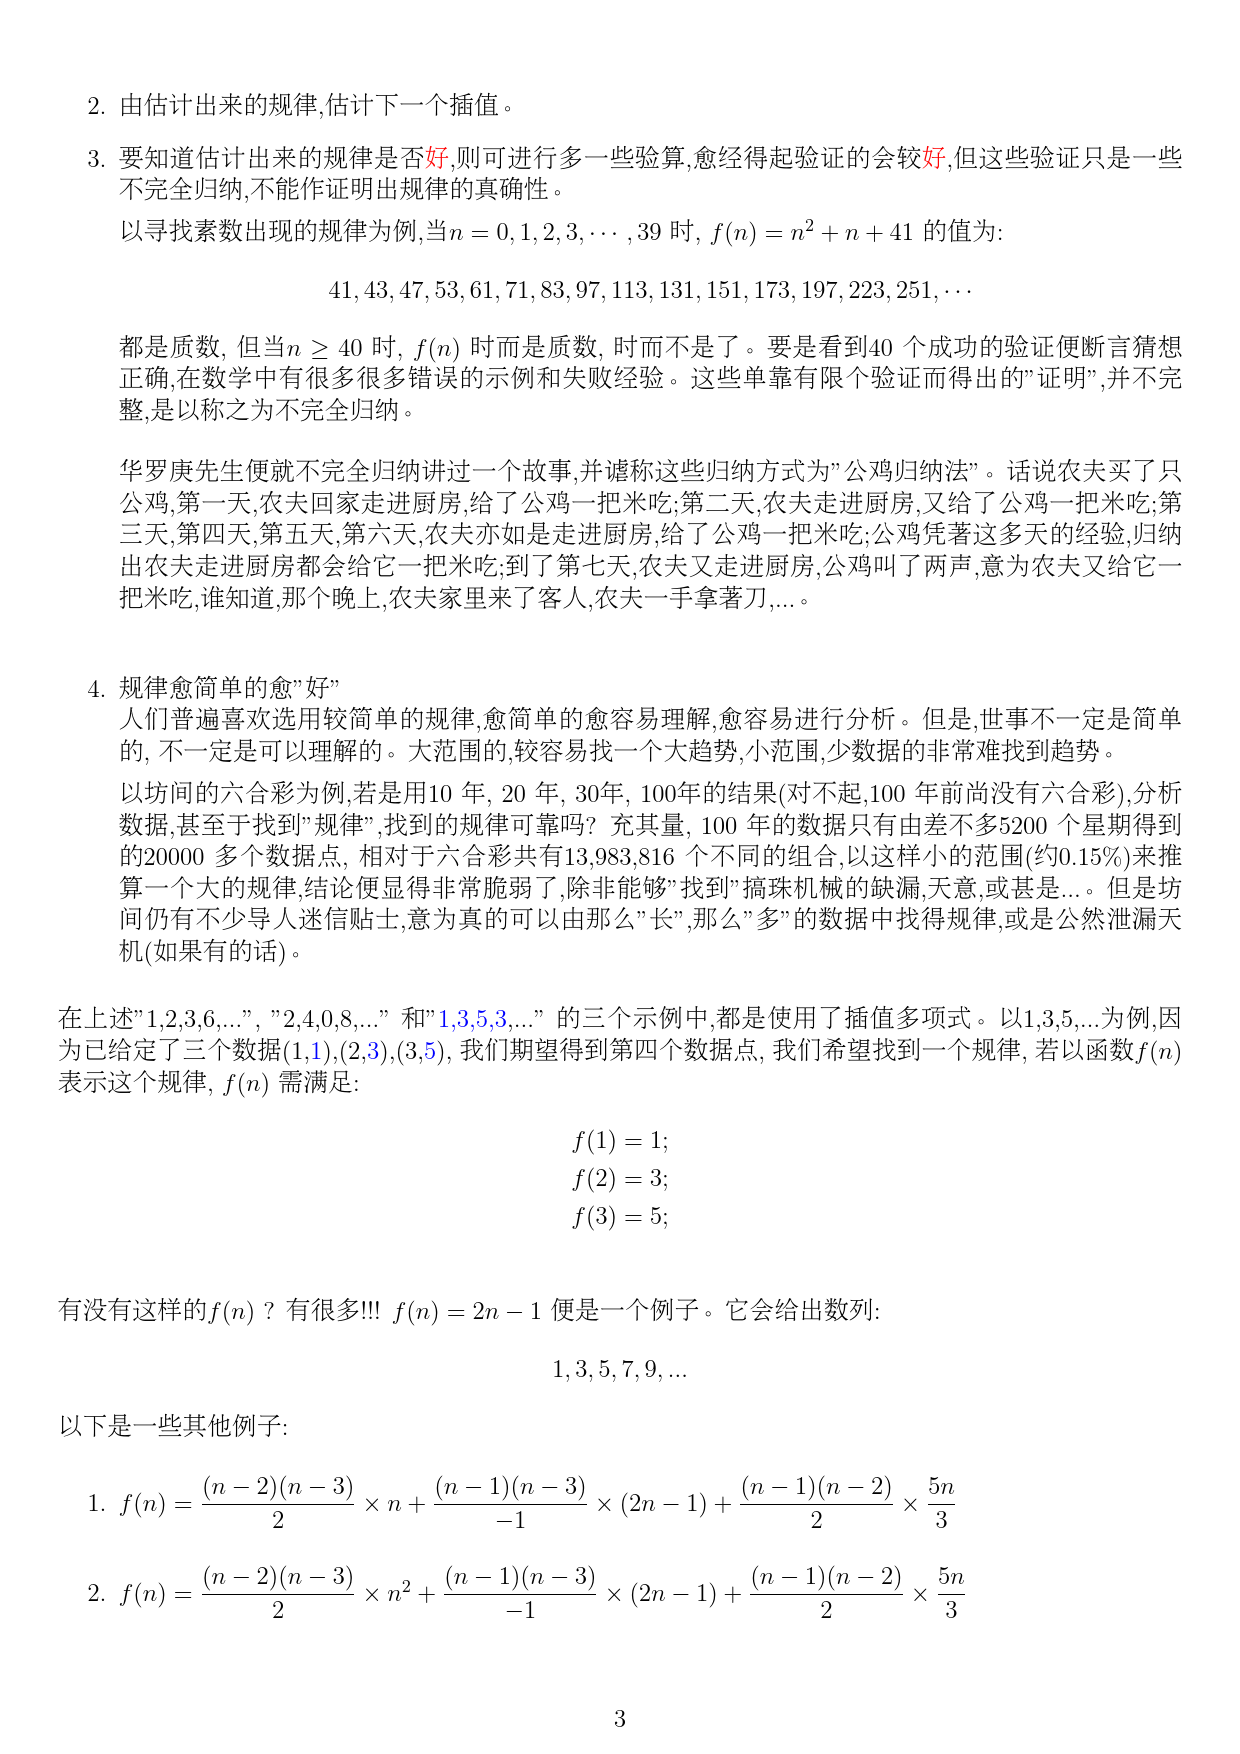 2. 由估计出来的规律,估计下一个插值。
3. 要知道估计出来的规律是否好,则可进行多一些验算,愈经得起验证的会较好,但这些验证只是一些
不完全归纳,不能作证明出规律的真确性。
以寻找素数出现的规律为例,当n = 0, 1, 2, 3, ⋯ , 39 时, f(n) = n² + n + 41 的值为:
41, 43, 47, 53, 61, 71, 83, 97, 113, 131, 151, 173, 197, 223, 251, ⋯
都是质数, 但当n ≥ 40 时, f(n) 时而是质数, 时而不是了。要是看到40 个成功的验证便断言猜想
正确,在数学中有很多很多错误的示例和失败经验。这些单靠有限个验证而得出的”证明”,并不完
整,是以称之为不完全归纳。
华罗庚先生便就不完全归纳讲过一个故事,并谑称这些归纳方式为”公鸡归纳法”。话说农夫买了只
公鸡,第一天,农夫回家走进厨房,给了公鸡一把米吃;第二天,农夫走进厨房,又给了公鸡一把米吃;第
三天,第四天,第五天,第六天,农夫亦如是走进厨房,给了公鸡一把米吃;公鸡凭著这多天的经验,归纳
出农夫走进厨房都会给它一把米吃;到了第七天,农夫又走进厨房,公鸡叫了两声,意为农夫又给它一
把米吃,谁知道,那个晚上,农夫家里来了客人,农夫一手拿著刀,...。
4. 规律愈简单的愈”好”
人们普遍喜欢选用较简单的规律,愈简单的愈容易理解,愈容易进行分析。但是,世事不一定是简单
的, 不一定是可以理解的。大范围的,较容易找一个大趋势,小范围,少数据的非常难找到趋势。
以坊间的六合彩为例,若是用10 年, 20 年, 30年, 100年的结果(对不起,100 年前尚没有六合彩),分析
数据,甚至于找到”规律”,找到的规律可靠吗? 充其量, 100 年的数据只有由差不多5200 个星期得到
的20000 多个数据点, 相对于六合彩共有13,983,816 个不同的组合,以这样小的范围(约0.15%)来推
算一个大的规律,结论便显得非常脆弱了,除非能够”找到”搞珠机械的缺漏,天意,或甚是...。但是坊
间仍有不少导人迷信贴士,意为真的可以由那么”长”,那么”多”的数据中找得规律,或是公然泄漏天
机(如果有的话)。
在上述”1,2,3,6,...”, ”2,4,0,8,...” 和”1,3,5,3,...” 的三个示例中,都是使用了插值多项式。以1,3,5,...为例,因
为已给定了三个数据(1,1),(2,3),(3,5), 我们期望得到第四个数据点, 我们希望找到一个规律, 若以函数f(n)
表示这个规律, f(n) 需满足:
f(1) = 1;
f(2) = 3;
f(3) = 5;
有没有这样的f(n) ? 有很多!!! f(n) = 2n − 1 便是一个例子。它会给出数列:
1, 3, 5, 7, 9, ...
以下是一些其他例子:
1. f(n) = (n − 2)(n − 3)/2 × n + (n − 1)(n − 3)/−1 × (2n − 1) + (n − 1)(n − 2)/2 × 5n/3
2. f(n) = (n − 2)(n − 3)/2 × n² + (n − 1)(n − 3)/−1 × (2n − 1) + (n − 1)(n − 2)/2 × 5n/3
3